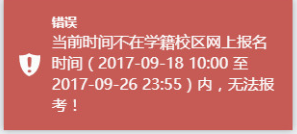 错误
当前时间不在学籍校区网上报名
时间（2017-09-18 10:00 至
2017-09-26 23:55）内，无法报
考！